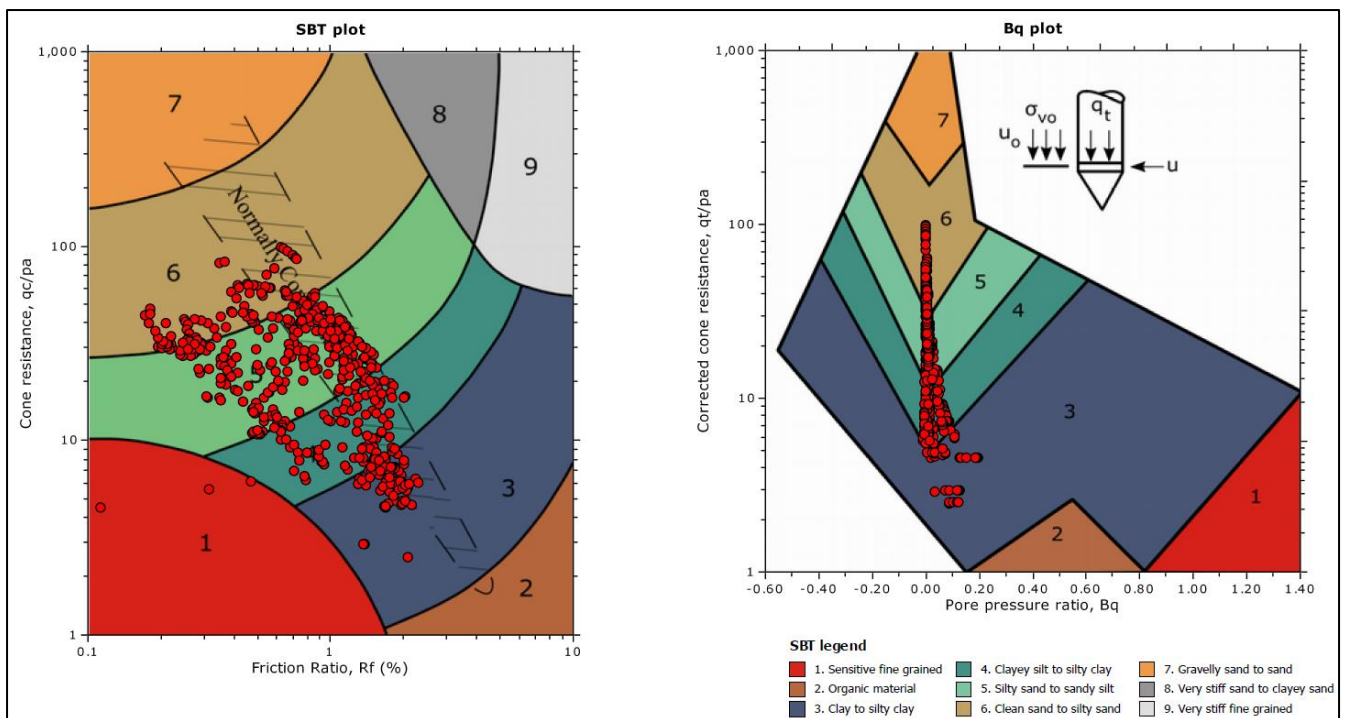 SBT plot
1,000
100
10
1
Cone resistance, qc/pa
7
8
9
6
Normally Co
5
4
3
1
2
0.1
1
10
Friction Ratio, Rf (%)
Bq plot
1,000
100
10
1
Corrected cone resistance, qt/pa
7
6
5
4
3
2
1
σvo
qt
uo
u
-0.60
-0.40
-0.20
0.00
0.20
0.40
0.60
0.80
1.00
1.20
1.40
Pore pressure ratio, Bq
SBT legend
1. Sensitive fine grained
2. Organic material
3. Clay to silty clay
4. Clayey silt to silty clay
5. Silty sand to sandy silt
6. Clean sand to silty sand
7. Gravelly sand to sand
8. Very stiff sand to clayey sand
9. Very stiff fine grained